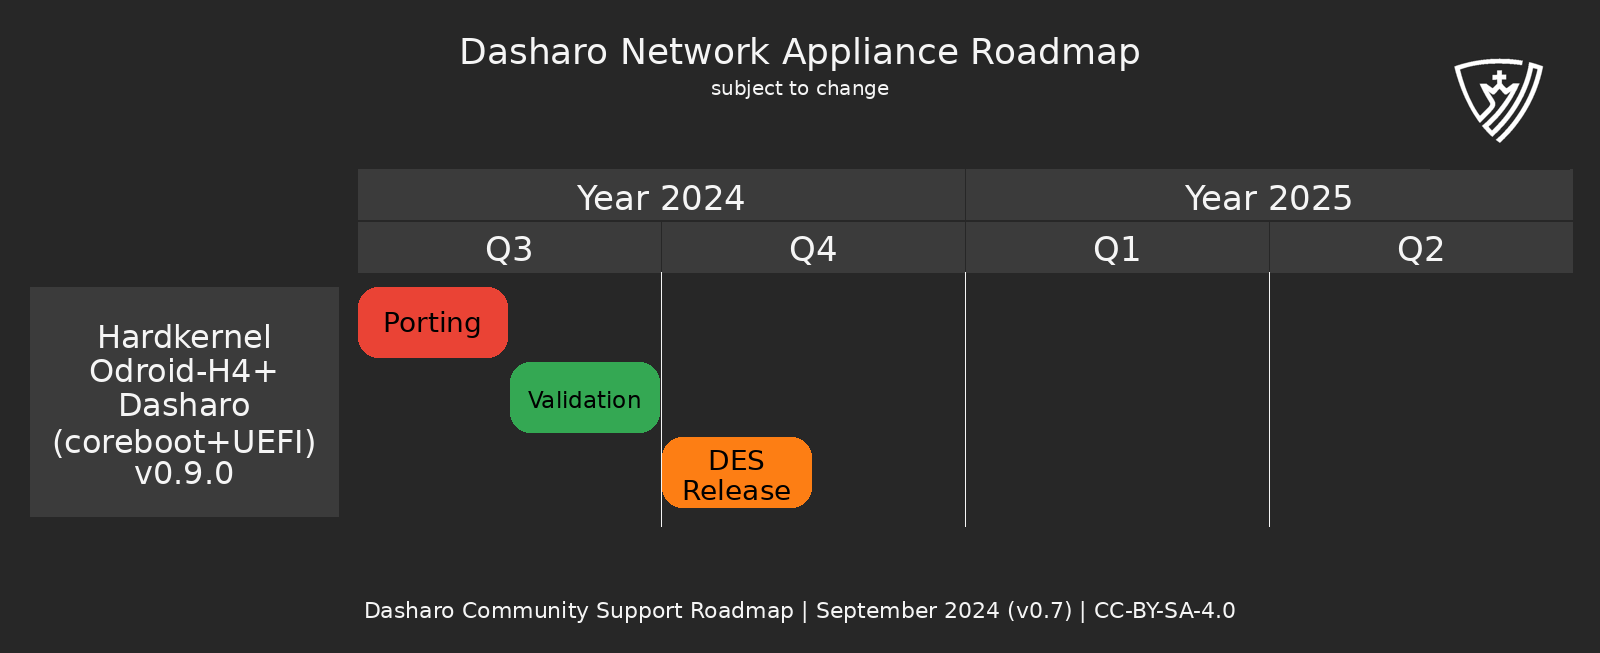 Dasharo Network Appliance Roadmap
subject to change
Year 2024
Year 2025
Q3
Q4
Q1
Q2
Hardkernel
Odroid-H4+
Dasharo
(coreboot+UEFI)
v0.9.0
Porting
Validation
DES
Release
Dasharo Community Support Roadmap | September 2024 (v0.7) | CC-BY-SA-4.0